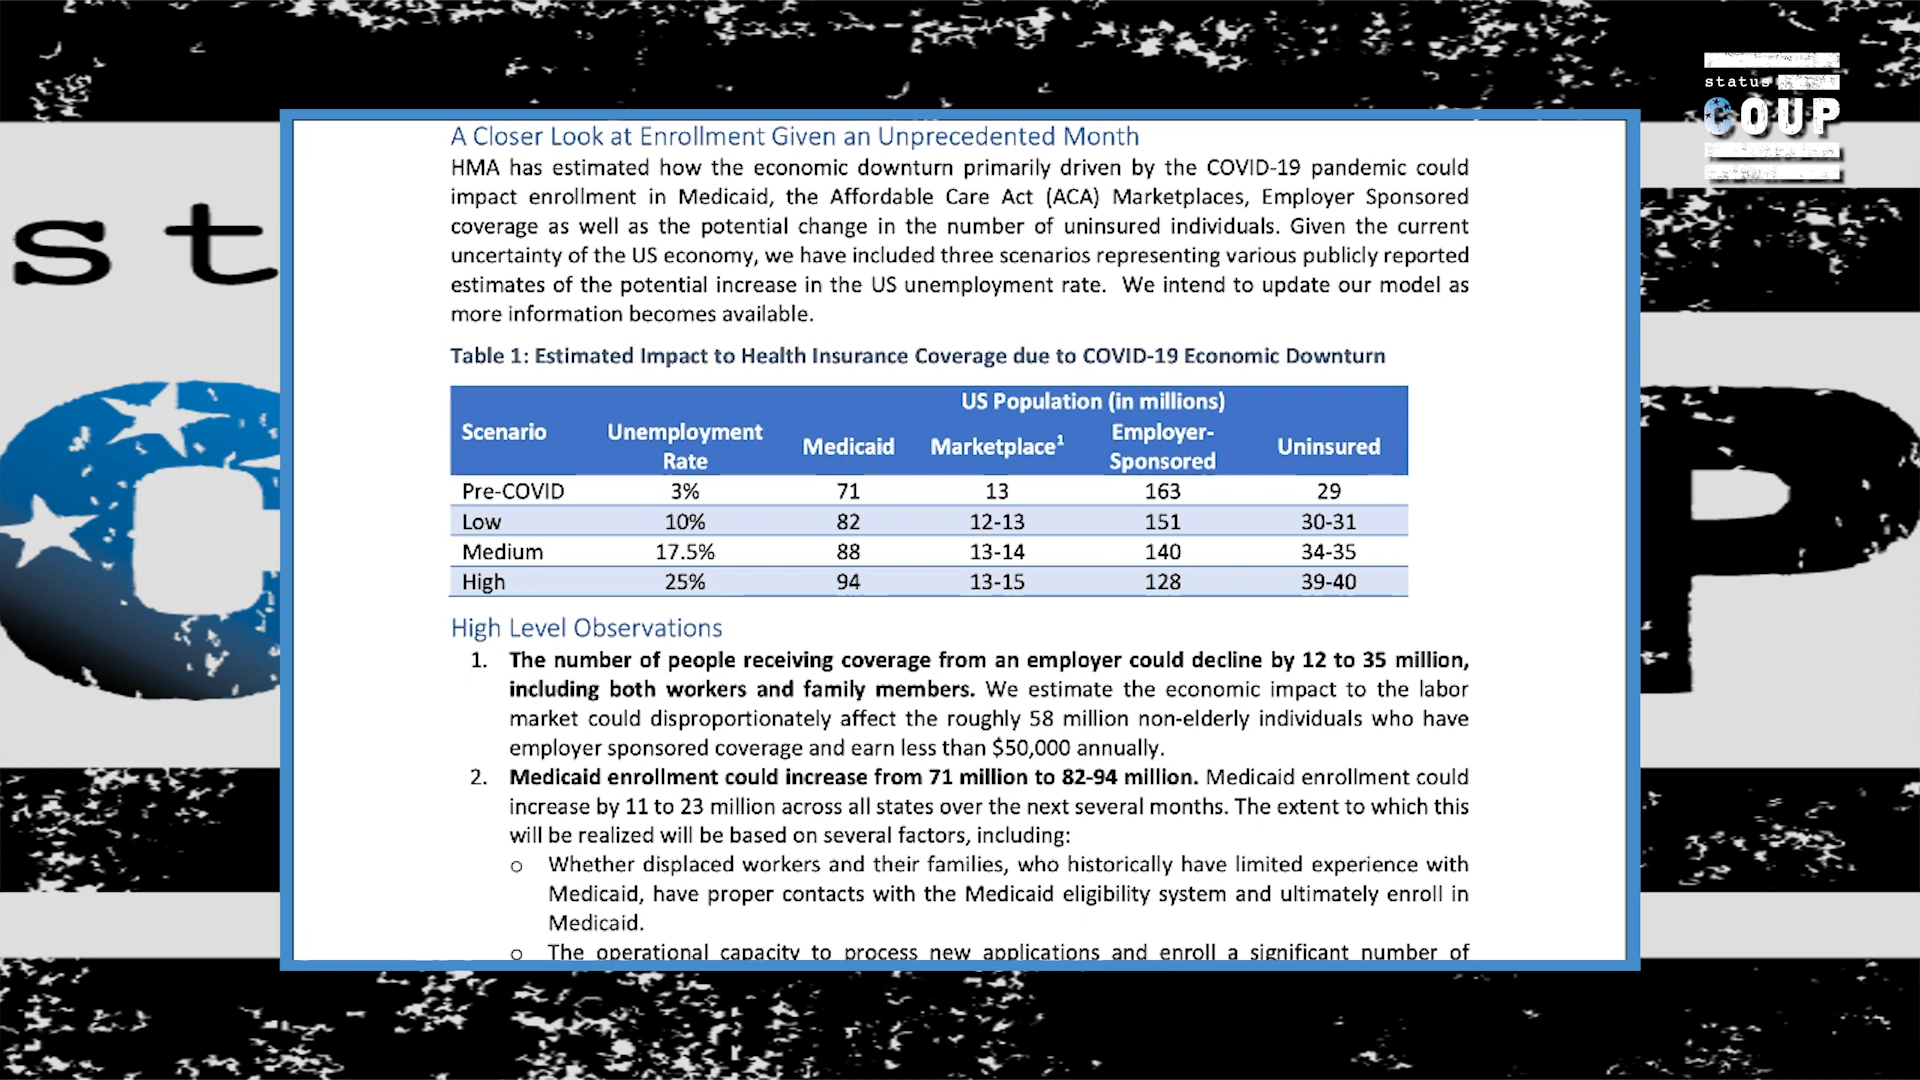 status
COUP
st
C
P
A Closer Look at Enrollment Given an Unprecedented Month
HMA has estimated how the economic downturn primarily driven by the COVID-19 pandemic could
impact enrollment in Medicaid, the Affordable Care Act (ACA) Marketplaces, Employer Sponsored
coverage as well as the potential change in the number of uninsured individuals. Given the current
uncertainty of the US economy, we have included three scenarios representing various publicly reported
estimates of the potential increase in the US unemployment rate. We intend to update our model as
more information becomes available.
Table 1: Estimated Impact to Health Insurance Coverage due to COVID-19 Economic Downturn
US Population (in millions)
Scenario Unemployment Rate Medicaid Marketplace¹ Employer-Sponsored Uninsured
Pre-COVID 3% 71 13 163 29
Low 10% 82 12-13 151 30-31
Medium 17.5% 88 13-14 140 34-35
High 25% 94 13-15 128 39-40
High Level Observations
1. The number of people receiving coverage from an employer could decline by 12 to 35 million,
including both workers and family members. We estimate the economic impact to the labor
market could disproportionately affect the roughly 58 million non-elderly individuals who have
employer sponsored coverage and earn less than $50,000 annually.
2. Medicaid enrollment could increase from 71 million to 82-94 million. Medicaid enrollment could
increase by 11 to 23 million across all states over the next several months. The extent to which this
will be realized will be based on several factors, including:
o Whether displaced workers and their families, who historically have limited experience with
Medicaid, have proper contacts with the Medicaid eligibility system and ultimately enroll in
Medicaid.
o The operational capacity to process new applications and enroll a significant number of